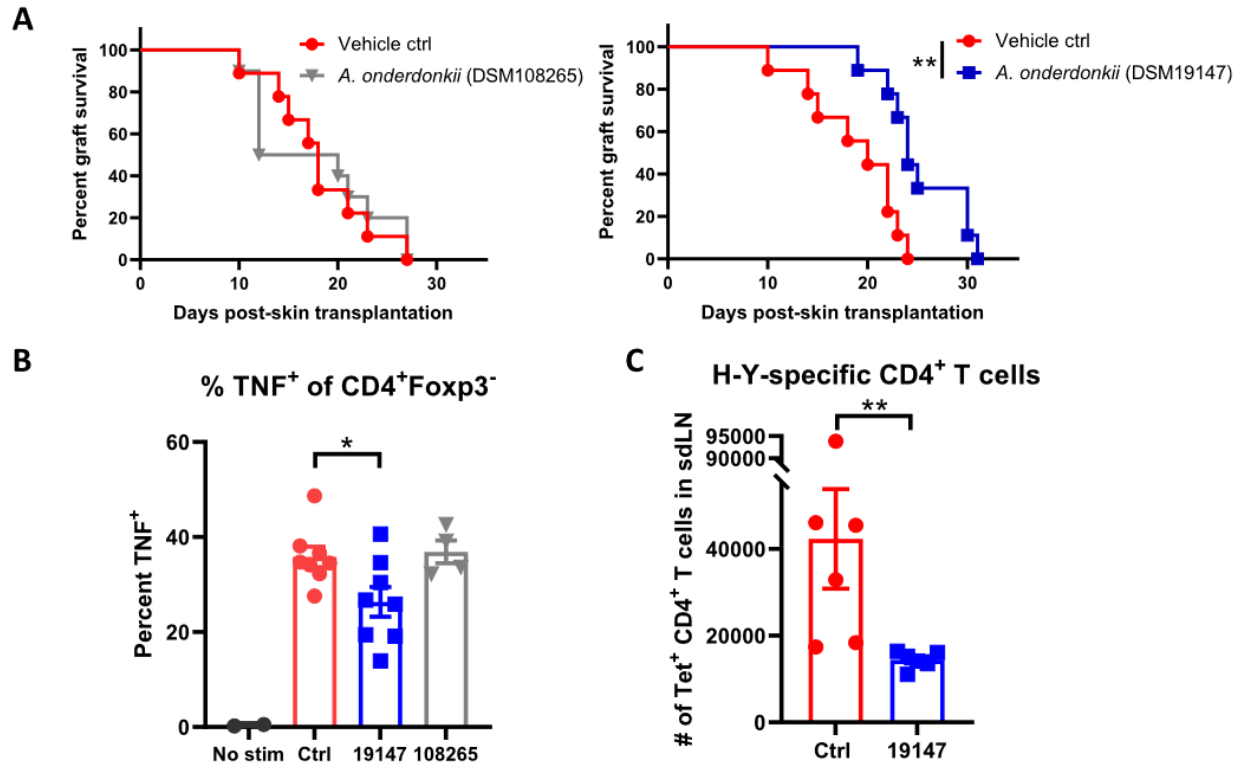 A
Percent graft survival
100
80
60
40
20
0
0 10 20 30
Days post-skin transplantation
Vehicle ctrl
A. onderdonkii (DSM108265)
Percent graft survival
100
80
60
40
20
0
0 10 20 30
Days post-skin transplantation
**
Vehicle ctrl
A. onderdonkii (DSM19147)
B
% TNF⁺ of CD4⁺Foxp3⁻
Percent TNF⁺
60
40
20
0
*
No stim Ctrl 19147 108265
C
H-Y-specific CD4⁺ T cells
# of Tet⁺ CD4⁺ T cells in sdLN
95000
90000
40000
20000
0
**
Ctrl 19147